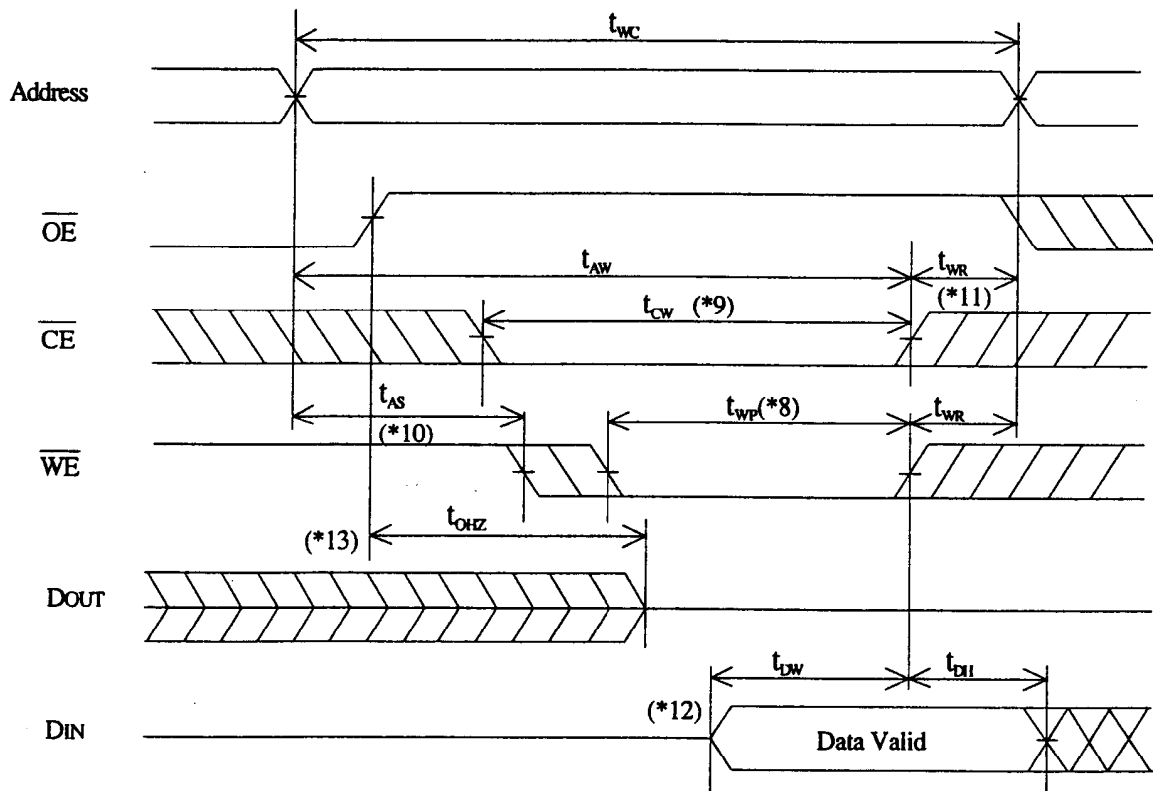 tWC
Address
OE
tAW
tWR
(*11)
tCW (*9)
CE
tAS
(*10)
tWP(*8)
tWR
WE
tOHZ
(*13)
DOUT
tDW
tDH
(*12)
DIN
Data Valid